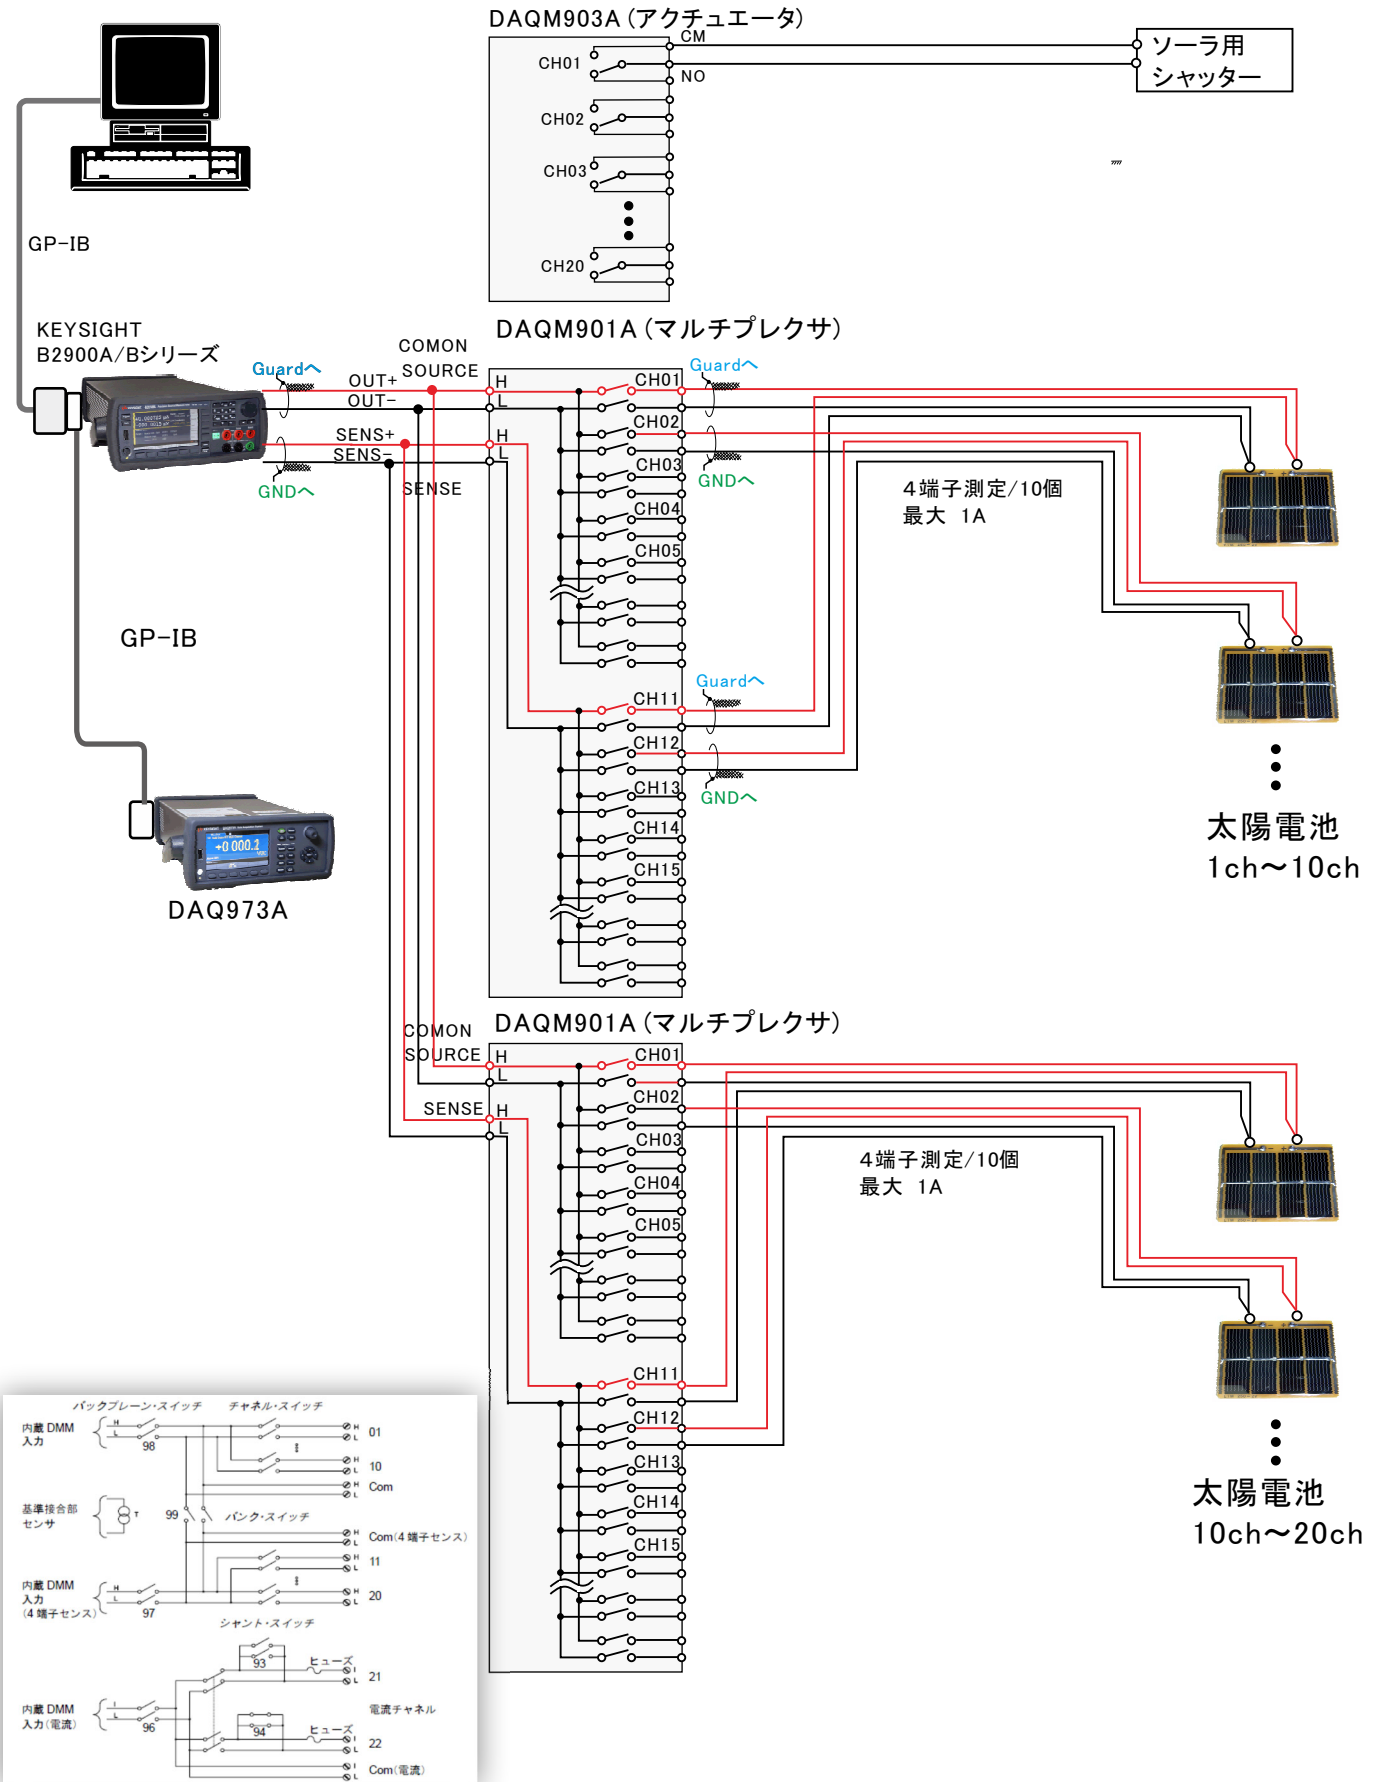 DAQM903A(アクチュエータ)
CM
CH01
NO
ソーラ用
シャッター
CH02
CH03
CH20
GP-IB
KEYSIGHT
B2900A/Bシリーズ
Guardへ
OUT+
OUT-
SENS+
SENS-
GNDへ
COMON
SOURCE
SENSE
DAQM901A(マルチプレクサ)
H
L
H
L
CH01
CH02
CH03
CH04
CH05
CH11
CH12
CH13
CH14
CH15
Guardへ
GNDへ
Guardへ
GNDへ
4端子測定/10個
最大 1A
太陽電池
1ch～10ch
GP-IB
+0 000.1
DAQ973A
DAQM901A(マルチプレクサ)
COMON
SOURCE
SENSE
H
L
H
L
CH01
CH02
CH03
CH04
CH05
CH11
CH12
CH13
CH14
CH15
4端子測定/10個
最大 1A
太陽電池
10ch～20ch
バックプレーン・スイッチ
チャネル・スイッチ
内蔵 DMM
入力
H
L
98
H
L
01
H
L
10
H
L
Com
基準接合部
センサ
T
99
バンク・スイッチ
H
L
Com(4 端子センス)
H
L
11
内蔵 DMM
入力
(4 端子センス)
H
L
97
H
L
20
シャント・スイッチ
93
ヒューズ
I
L
21
内蔵 DMM
入力(電流)
I
L
96
電流チャネル
94
ヒューズ
I
L
22
I
L
Com(電流)